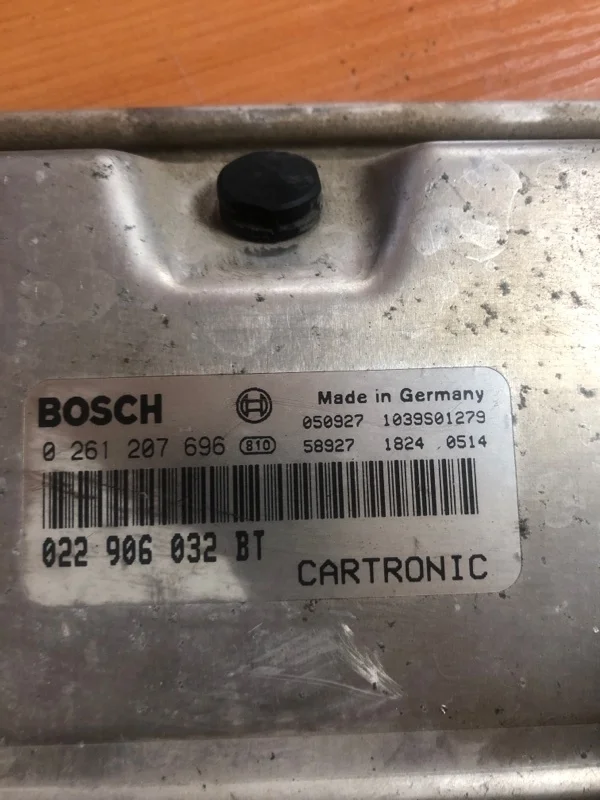 BOSCH
Made in Germany
050927 1039S01279
0 261 207 696 810 58927 1824 0514
022 906 032 BT
CARTRONIC